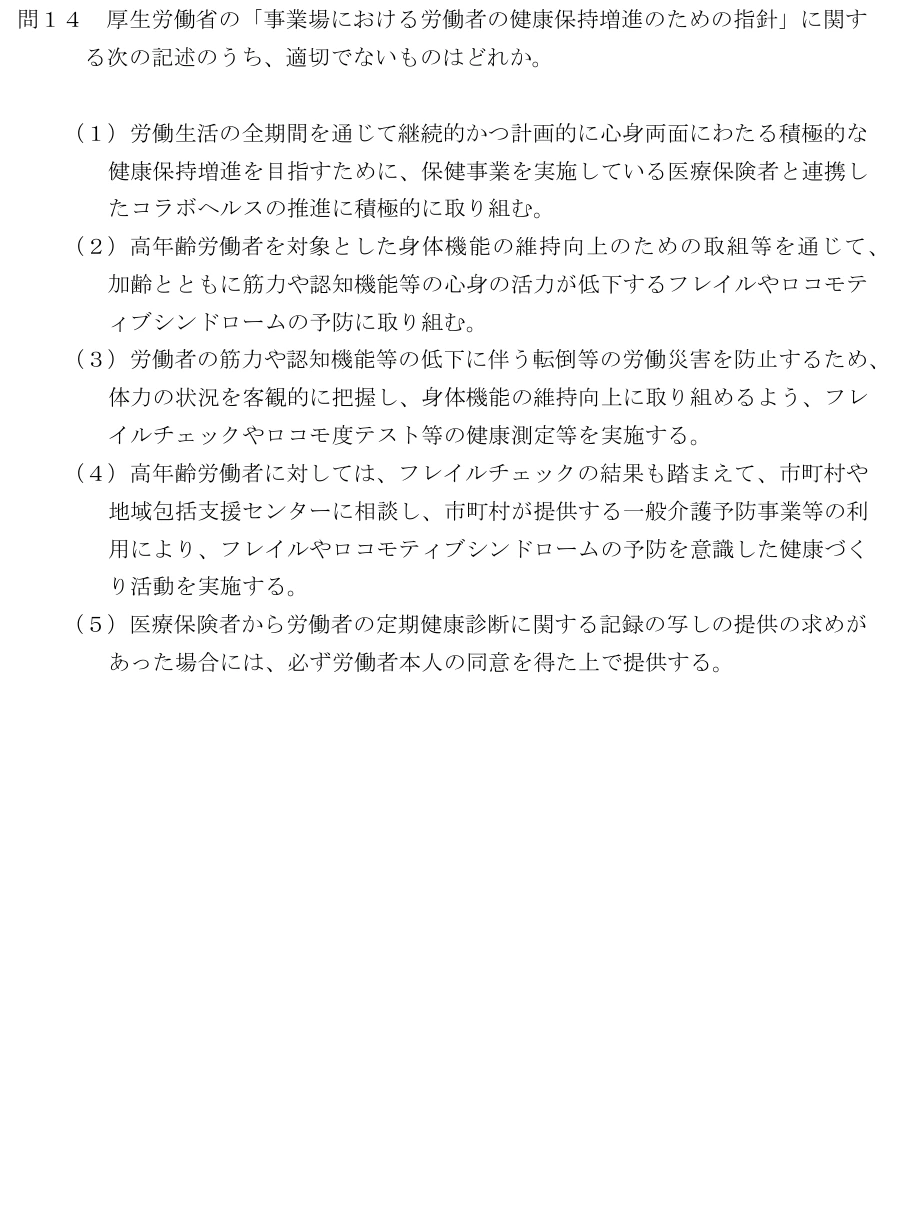 問１４　厚生労働省の「事業場における労働者の健康保持増進のための指針」に関す
る次の記述のうち、適切でないものはどれか。
（１）労働生活の全期間を通じて継続的かつ計画的に心身両面にわたる積極的な
健康保持増進を目指すために、保健事業を実施している医療保険者と連携し
たコラボヘルスの推進に積極的に取り組む。
（２）高年齢労働者を対象とした身体機能の維持向上のための取組等を通じて、
加齢とともに筋力や認知機能等の心身の活力が低下するフレイルやロコモテ
ィブシンドロームの予防に取り組む。
（３）労働者の筋力や認知機能等の低下に伴う転倒等の労働災害を防止するため、
体力の状況を客観的に把握し、身体機能の維持向上に取り組めるよう、フレ
イルチェックやロコモ度テスト等の健康測定等を実施する。
（４）高年齢労働者に対しては、フレイルチェックの結果も踏まえて、市町村や
地域包括支援センターに相談し、市町村が提供する一般介護予防事業等の利
用により、フレイルやロコモティブシンドロームの予防を意識した健康づく
り活動を実施する。
（５）医療保険者から労働者の定期健康診断に関する記録の写しの提供の求めが
あった場合には、必ず労働者本人の同意を得た上で提供する。